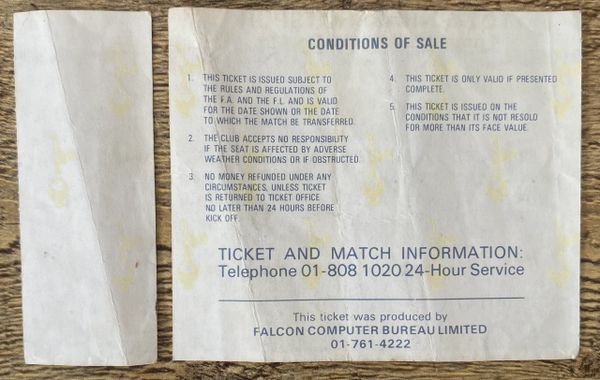 CONDITIONS OF SALE
1. THIS TICKET IS ISSUED SUBJECT TO
THE RULES AND REGULATIONS OF
THE F.A. AND THE F.L. AND IS VALID
FOR THE DATE SHOWN OR THE DATE
TO WHICH THE MATCH BE TRANSFERRED.
2. THE CLUB ACCEPTS NO RESPONSIBILITY
IF THE SEAT IS AFFECTED BY ADVERSE
WEATHER CONDITIONS OR IF OBSTRUCTED.
3. NO MONEY REFUNDED UNDER ANY
CIRCUMSTANCES, UNLESS TICKET
IS RETURNED TO TICKET OFFICE
NO LATER THAN 24 HOURS BEFORE
KICK OFF.
4. THIS TICKET IS ONLY VALID IF PRESENTED
COMPLETE.
5. THIS TICKET IS ISSUED ON THE
CONDITIONS THAT IT IS NOT RESOLD
FOR MORE THAN ITS FACE VALUE.
TICKET AND MATCH INFORMATION:
Telephone 01-808 1020 24-Hour Service
This ticket was produced by
FALCON COMPUTER BUREAU LIMITED
01-761-4222